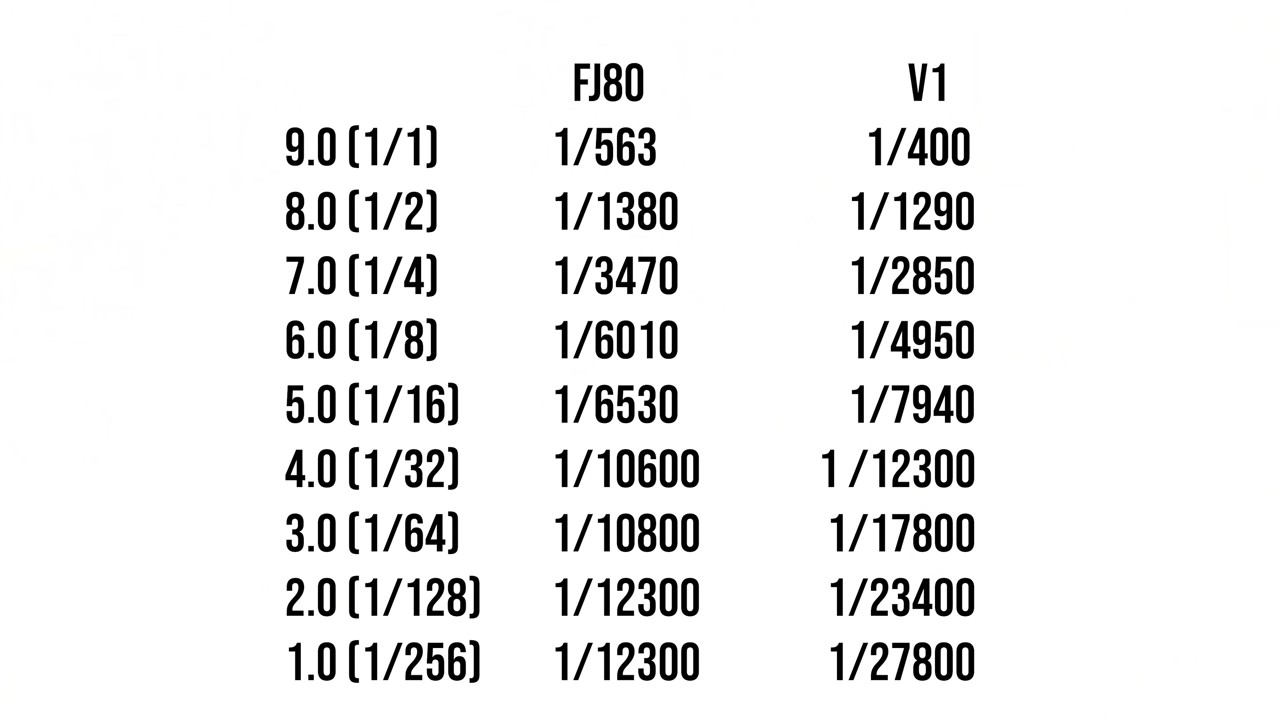 FJ80 V1
9.0 (1/1) 1/563 1/400
8.0 (1/2) 1/1380 1/1290
7.0 (1/4) 1/3470 1/2850
6.0 (1/8) 1/6010 1/4950
5.0 (1/16) 1/6530 1/7940
4.0 (1/32) 1/10600 1 /12300
3.0 (1/64) 1/10800 1/17800
2.0 (1/128) 1/12300 1/23400
1.0 (1/256) 1/12300 1/27800